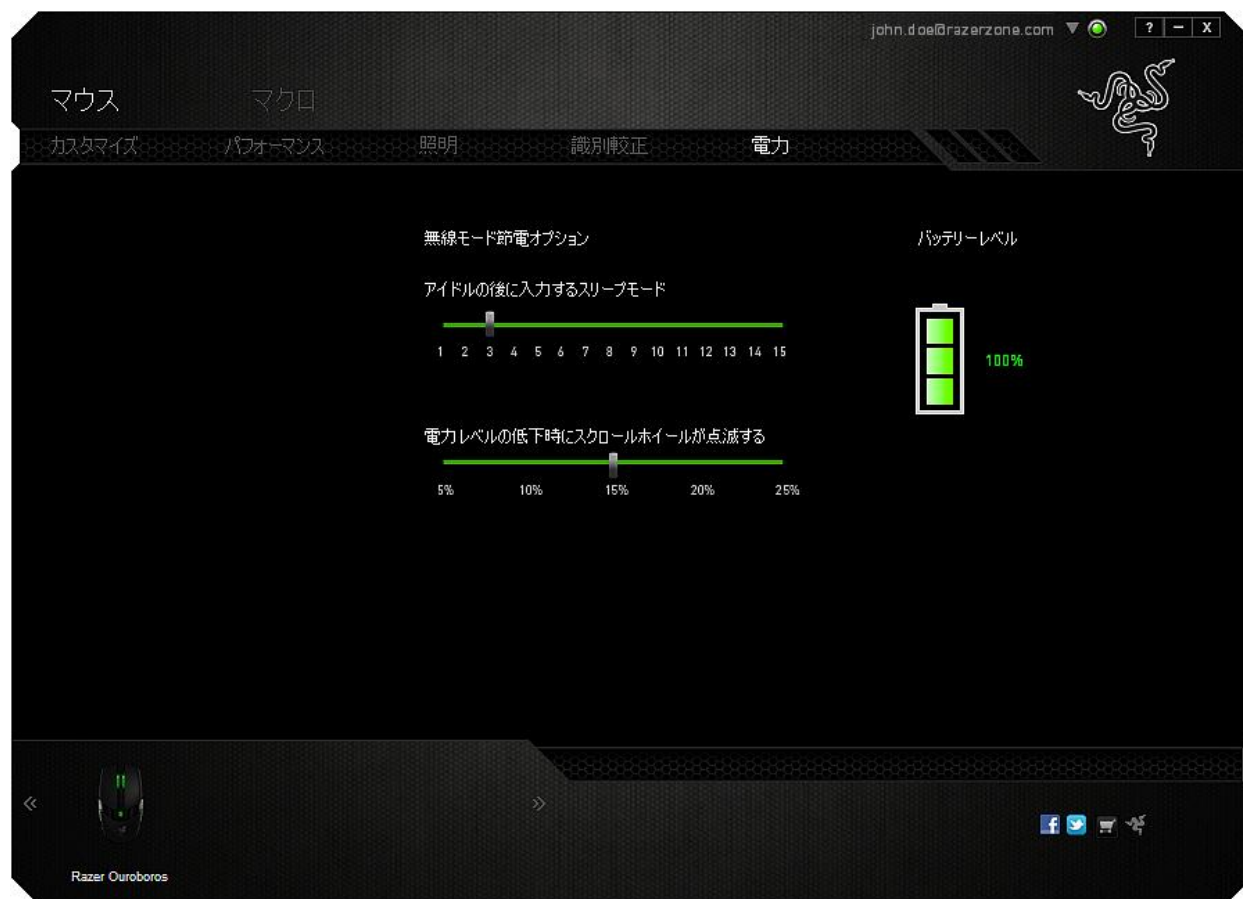 john.doe@razerzone.com
? – X
マウス マクロ
カスタマイズ パフォーマンス 照明 識別較正 電力
無線モード節電オプション
バッテリーレベル
アイドルの後に入力するスリープモード
1 2 3 4 5 6 7 8 9 10 11 12 13 14 15
100%
電力レベルの低下時にスクロールホイールが点滅する
5% 10% 15% 20% 25%
Razer Ouroboros